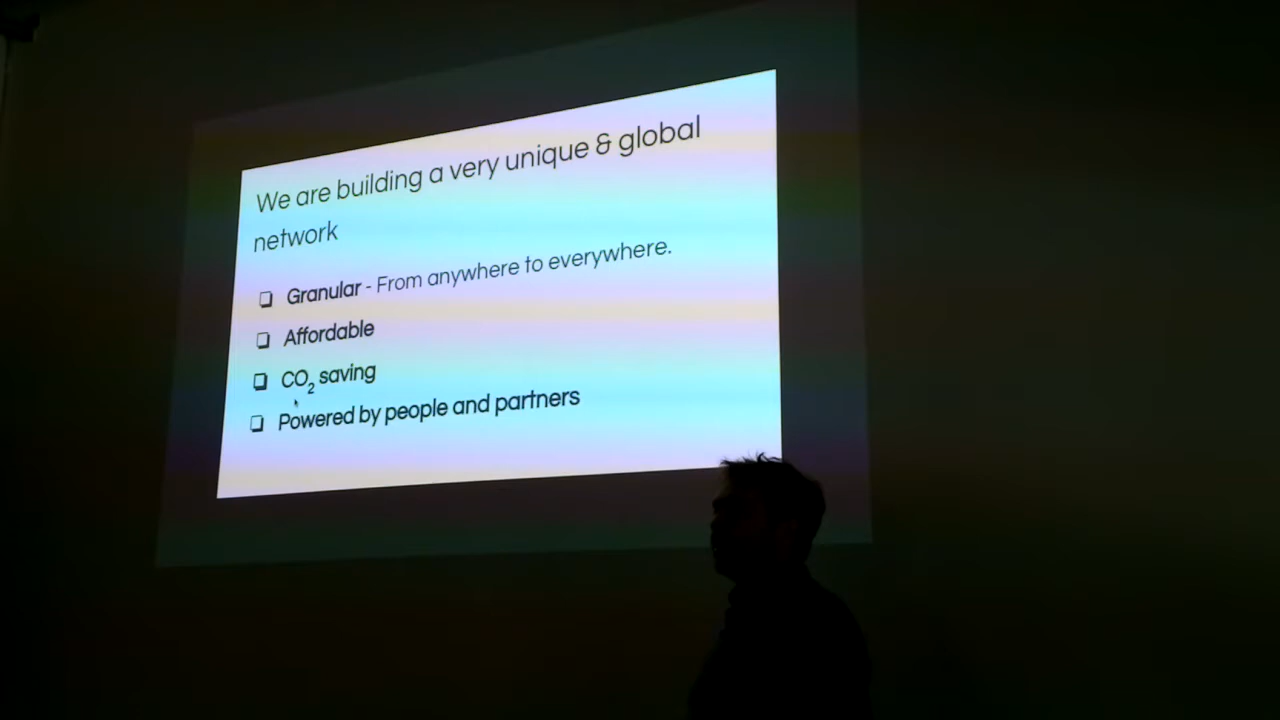 We are building a very unique & global
network
❏ Granular - From anywhere to everywhere.
❏ Affordable
❏ CO₂ saving
❏ Powered by people and partners